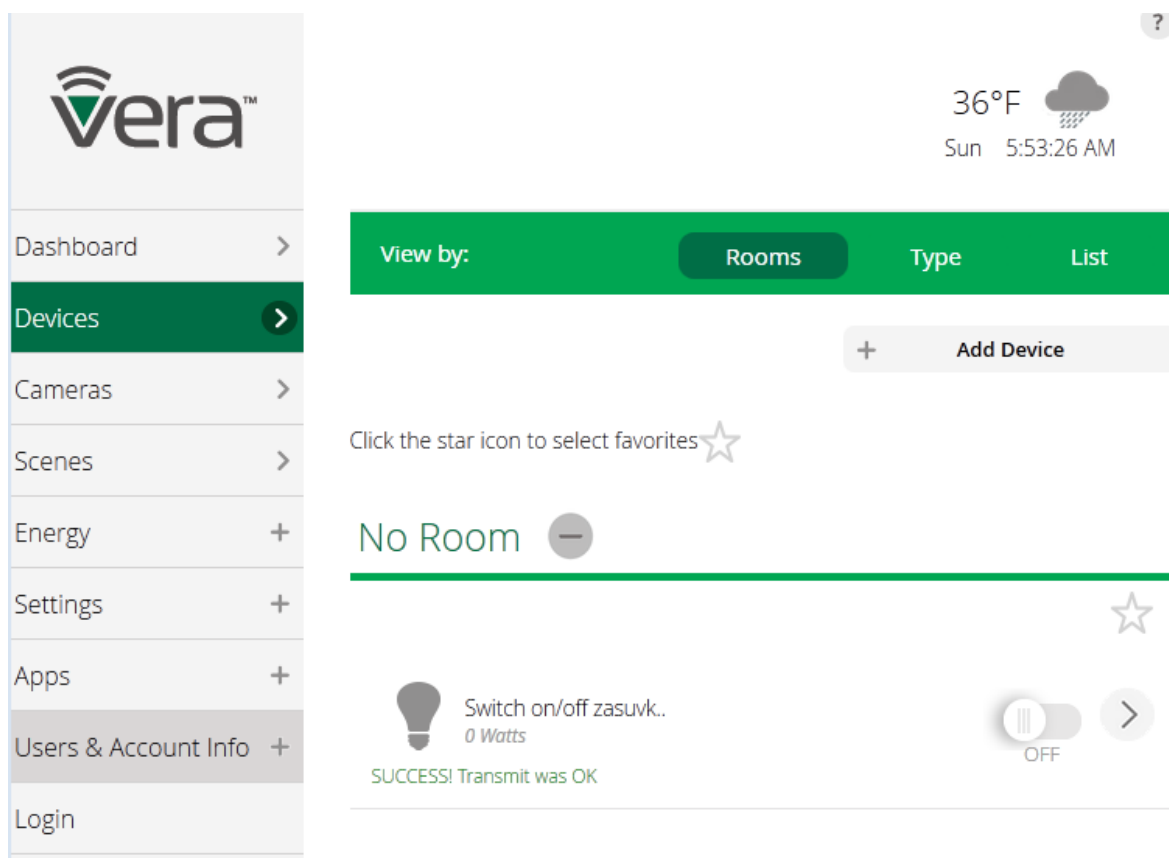 ?
vera™
36°F
Sun 5:53:26 AM
Dashboard
Devices
Cameras
Scenes
Energy
Settings
Apps
Users & Account Info
Login
View by: Rooms Type List
Add Device
Click the star icon to select favorites
No Room
Switch on/off zasuvk..
0 Watts
OFF
SUCCESS! Transmit was OK